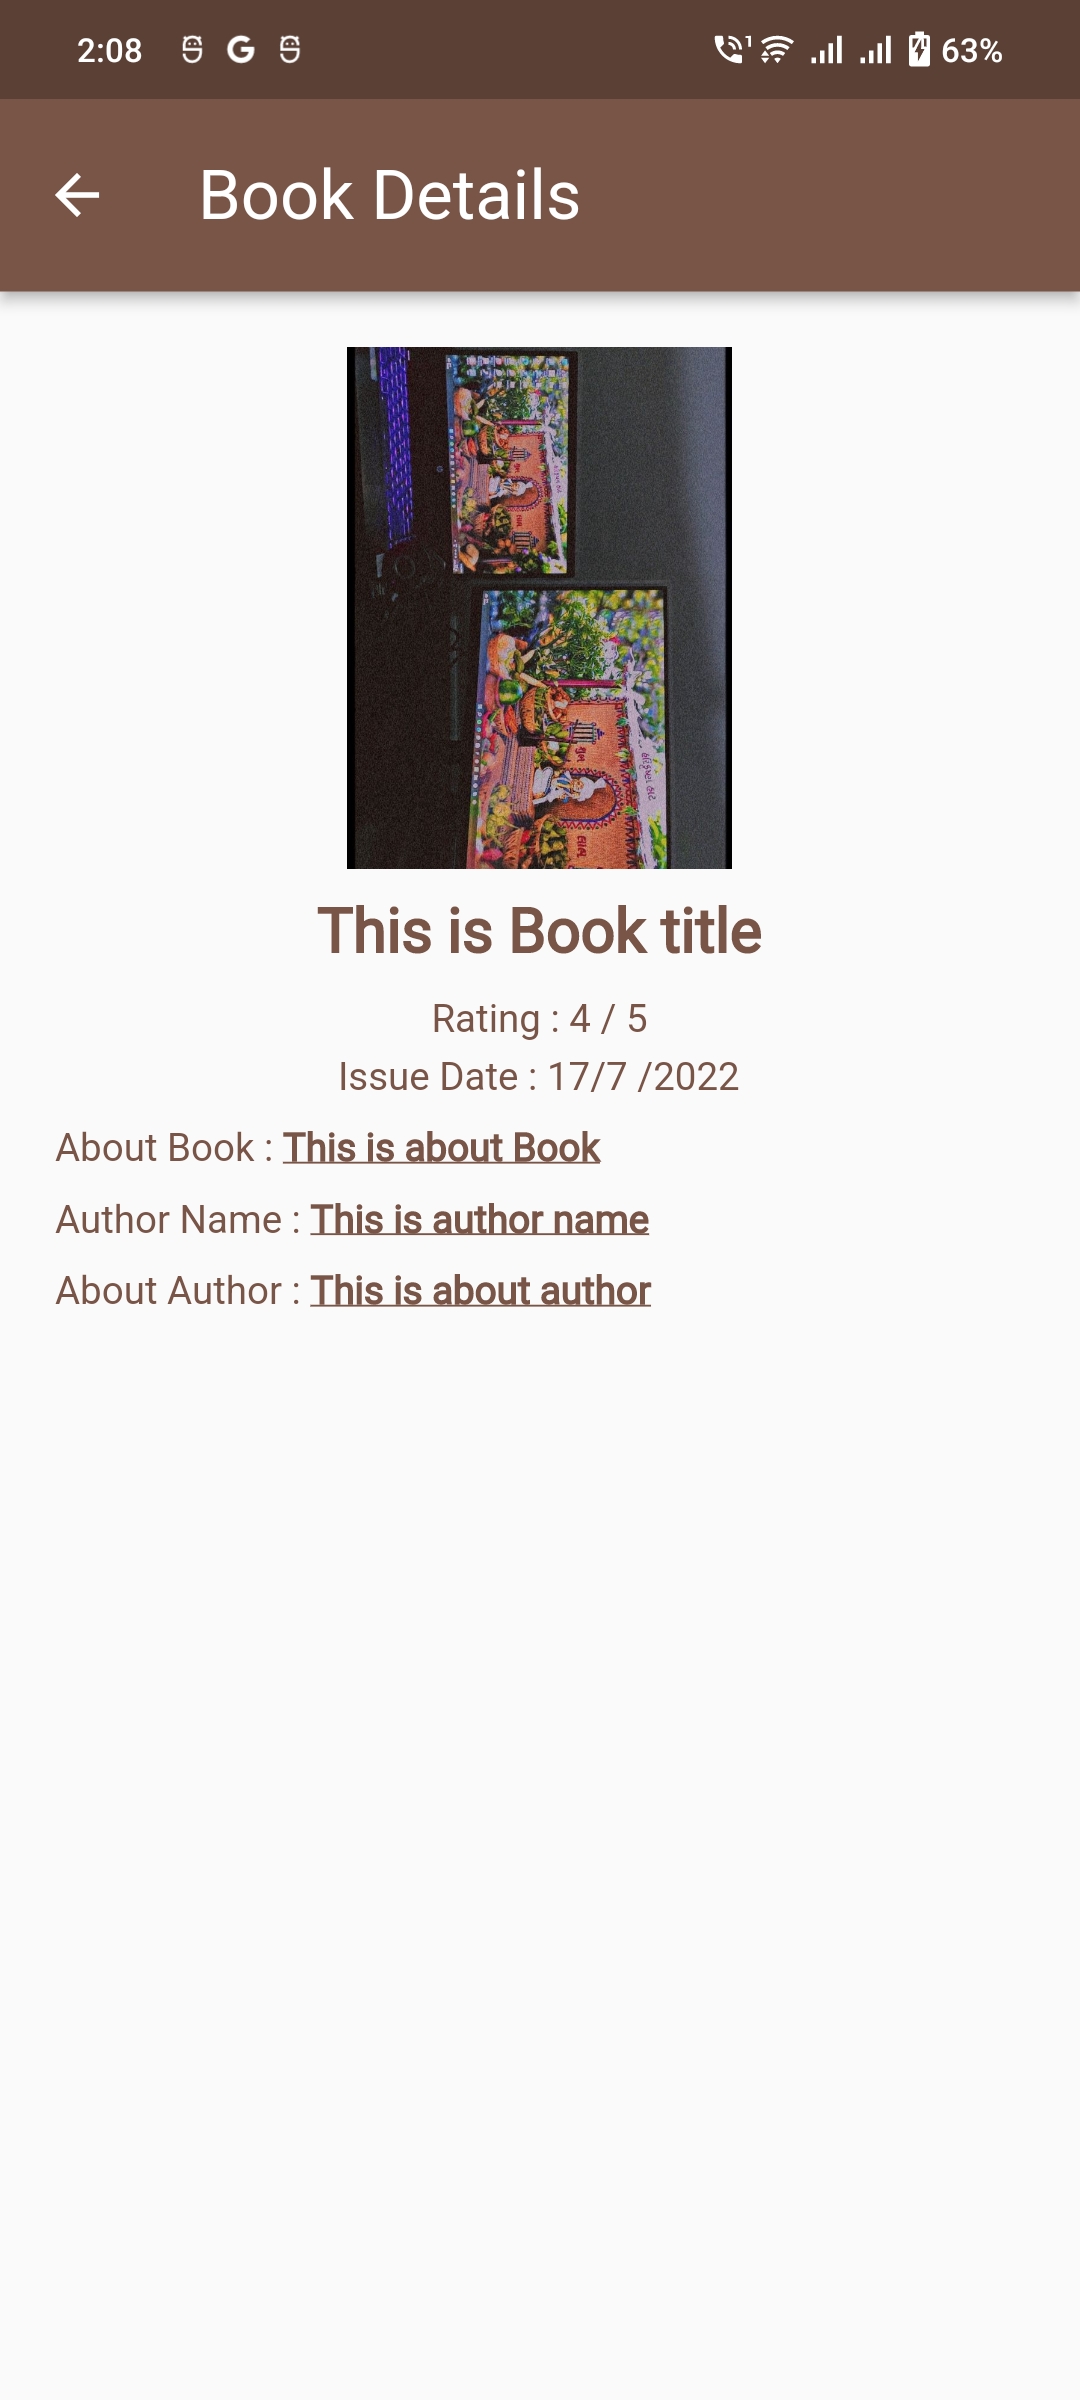 2:08 63%
Book Details
This is Book title
Rating : 4 / 5
Issue Date : 17/7 /2022
About Book : This is about Book
Author Name : This is author name
About Author : This is about author